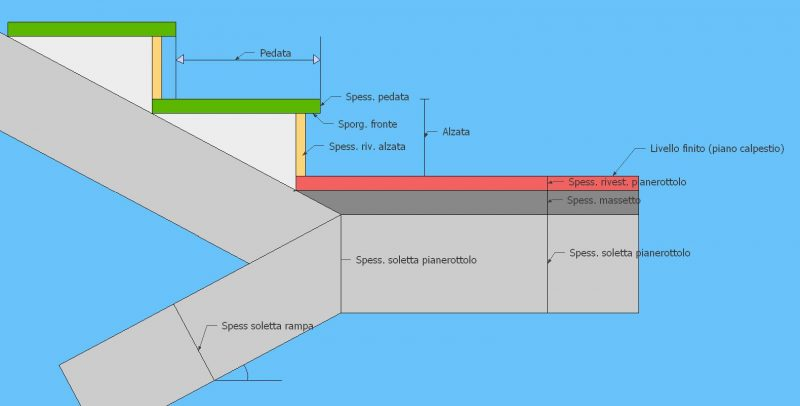 Pedata
Spess. pedata
Sporg. fronte
Alzata
Spess. riv. alzata
Livello finito (piano calpestio)
Spess. rivest. pianerottolo
Spess. massetto
Spess. soletta pianerottolo
Spess. soletta pianerottolo
Spess soletta rampa